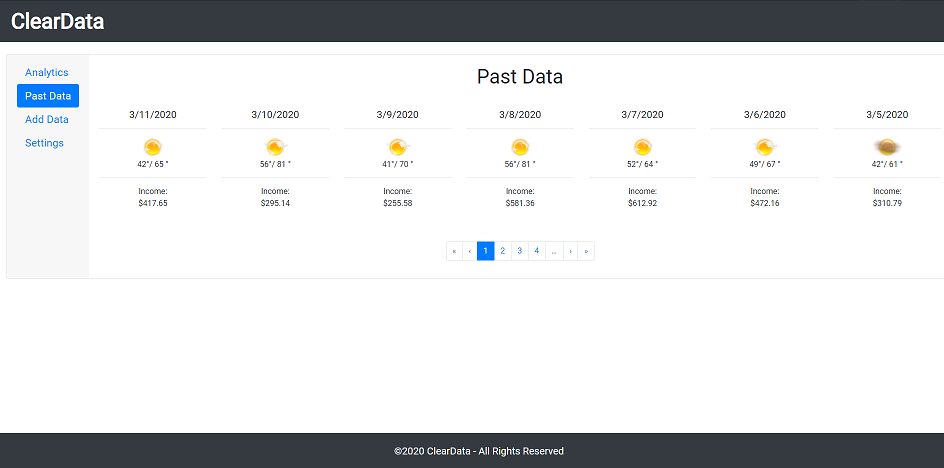 ClearData
Analytics
Past Data
Add Data
Settings
Past Data
3/11/2020 3/10/2020 3/9/2020 3/8/2020 3/7/2020 3/6/2020 3/5/2020
42°/ 65 ° 56°/ 81 ° 41°/ 70 ° 56°/ 81 ° 52°/ 64 ° 49°/ 67 ° 42°/ 61 °
Income: Income: Income: Income: Income: Income: Income:
$417.65 $295.14 $255.58 $581.36 $612.92 $472.16 $310.79
« ‹ 1 2 3 4 ... › »
©2020 ClearData - All Rights Reserved